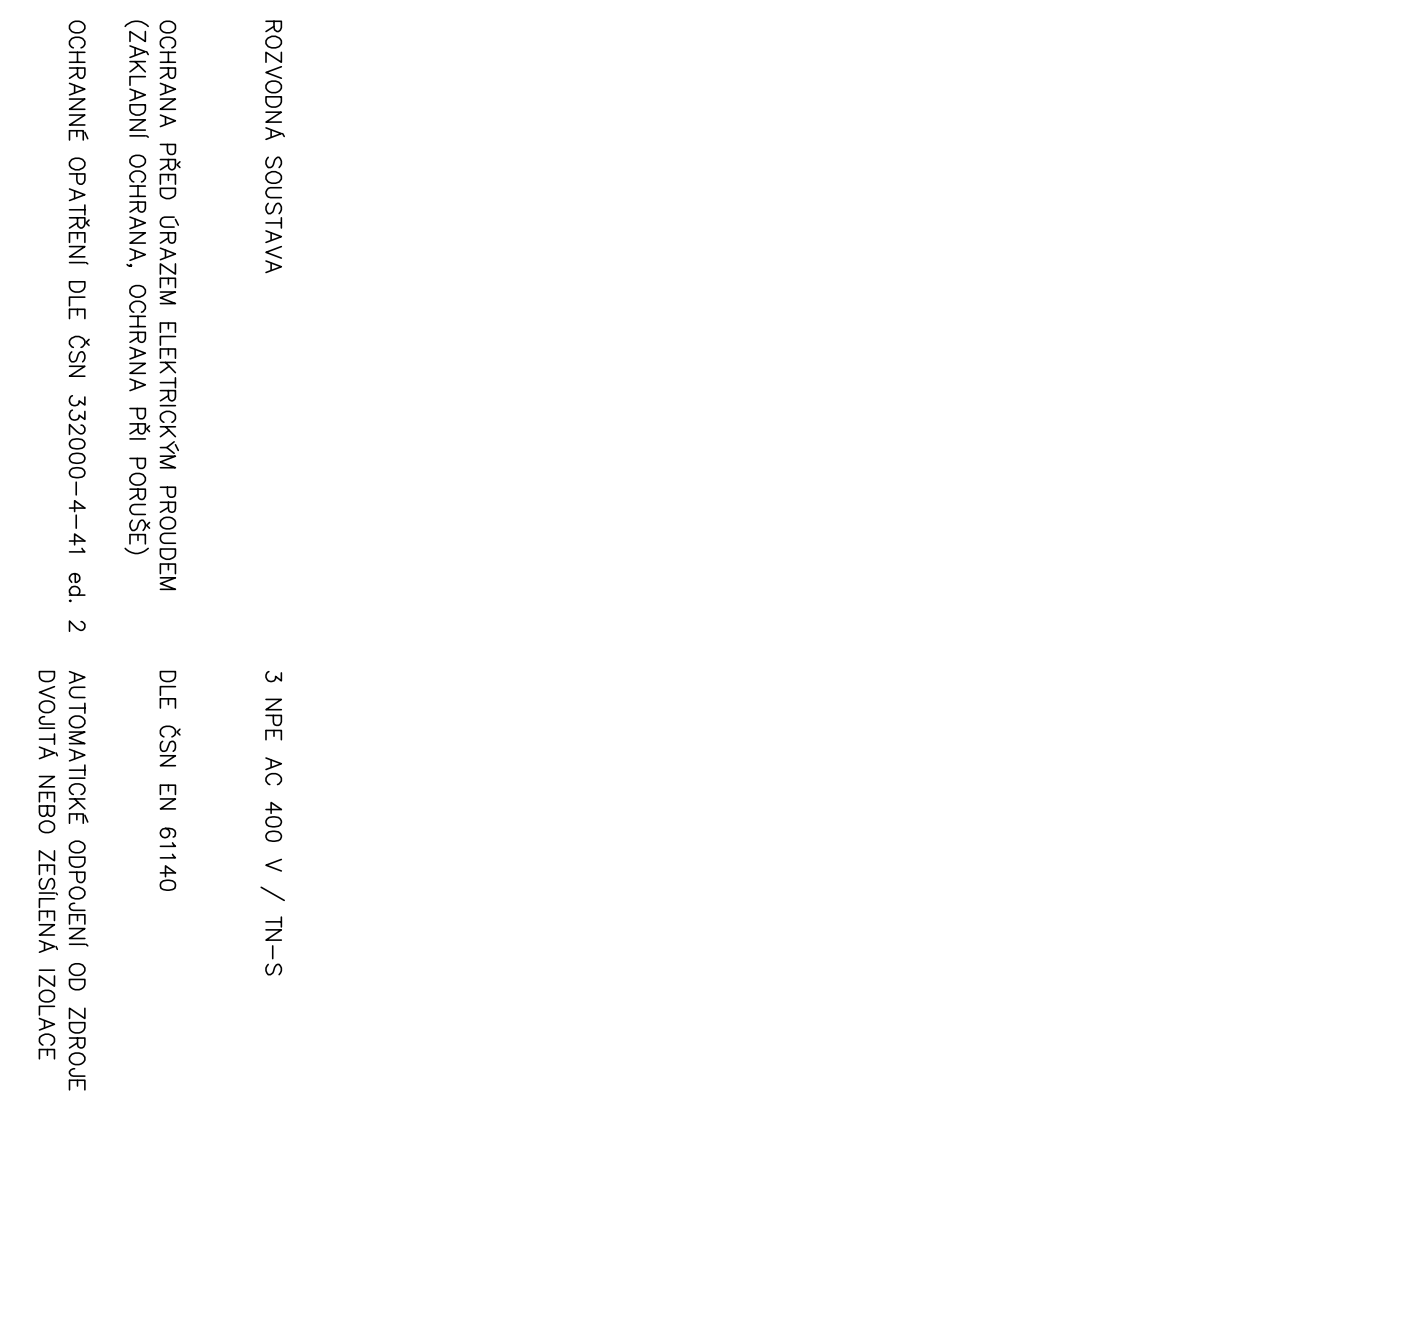 ROZVODNÁ SOUSTAVA 3 NPE AC 400 V / TN-S
OCHRANA PŘED ÚRAZEM ELEKTRICKÝM PROUDEM DLE ČSN EN 61140
(ZÁKLADNÍ OCHRANA, OCHRANA PŘI PORUŠE)
OCHRANNÉ OPATŘENÍ DLE ČSN 332000-4-41 ed. 2 AUTOMATICKÉ ODPOJENÍ OD ZDROJE
DVOJITÁ NEBO ZESÍLENÁ IZOLACE